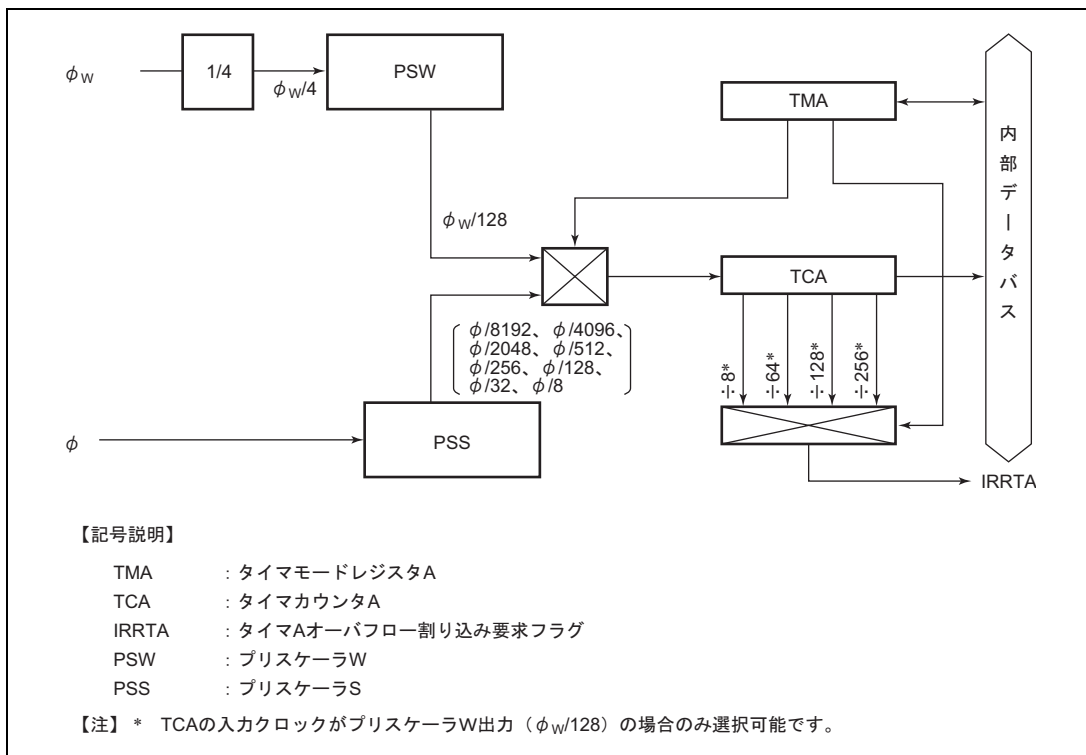 φW
1/4
φW/4
PSW
TMA
内部データバス
φW/128
TCA
φ/8192、φ/4096、
φ/2048、φ/512、
φ/256、φ/128、
φ/32、φ/8
÷8*
÷64*
÷128*
÷256*
φ
PSS
IRRTA
【記号説明】
TMA : タイマモードレジスタA
TCA : タイマカウンタA
IRRTA : タイマAオーバフロー割り込み要求フラグ
PSW : プリスケーラW
PSS : プリスケーラS
【注】 * TCAの入力クロックがプリスケーラW出力（φW/128）の場合のみ選択可能です。